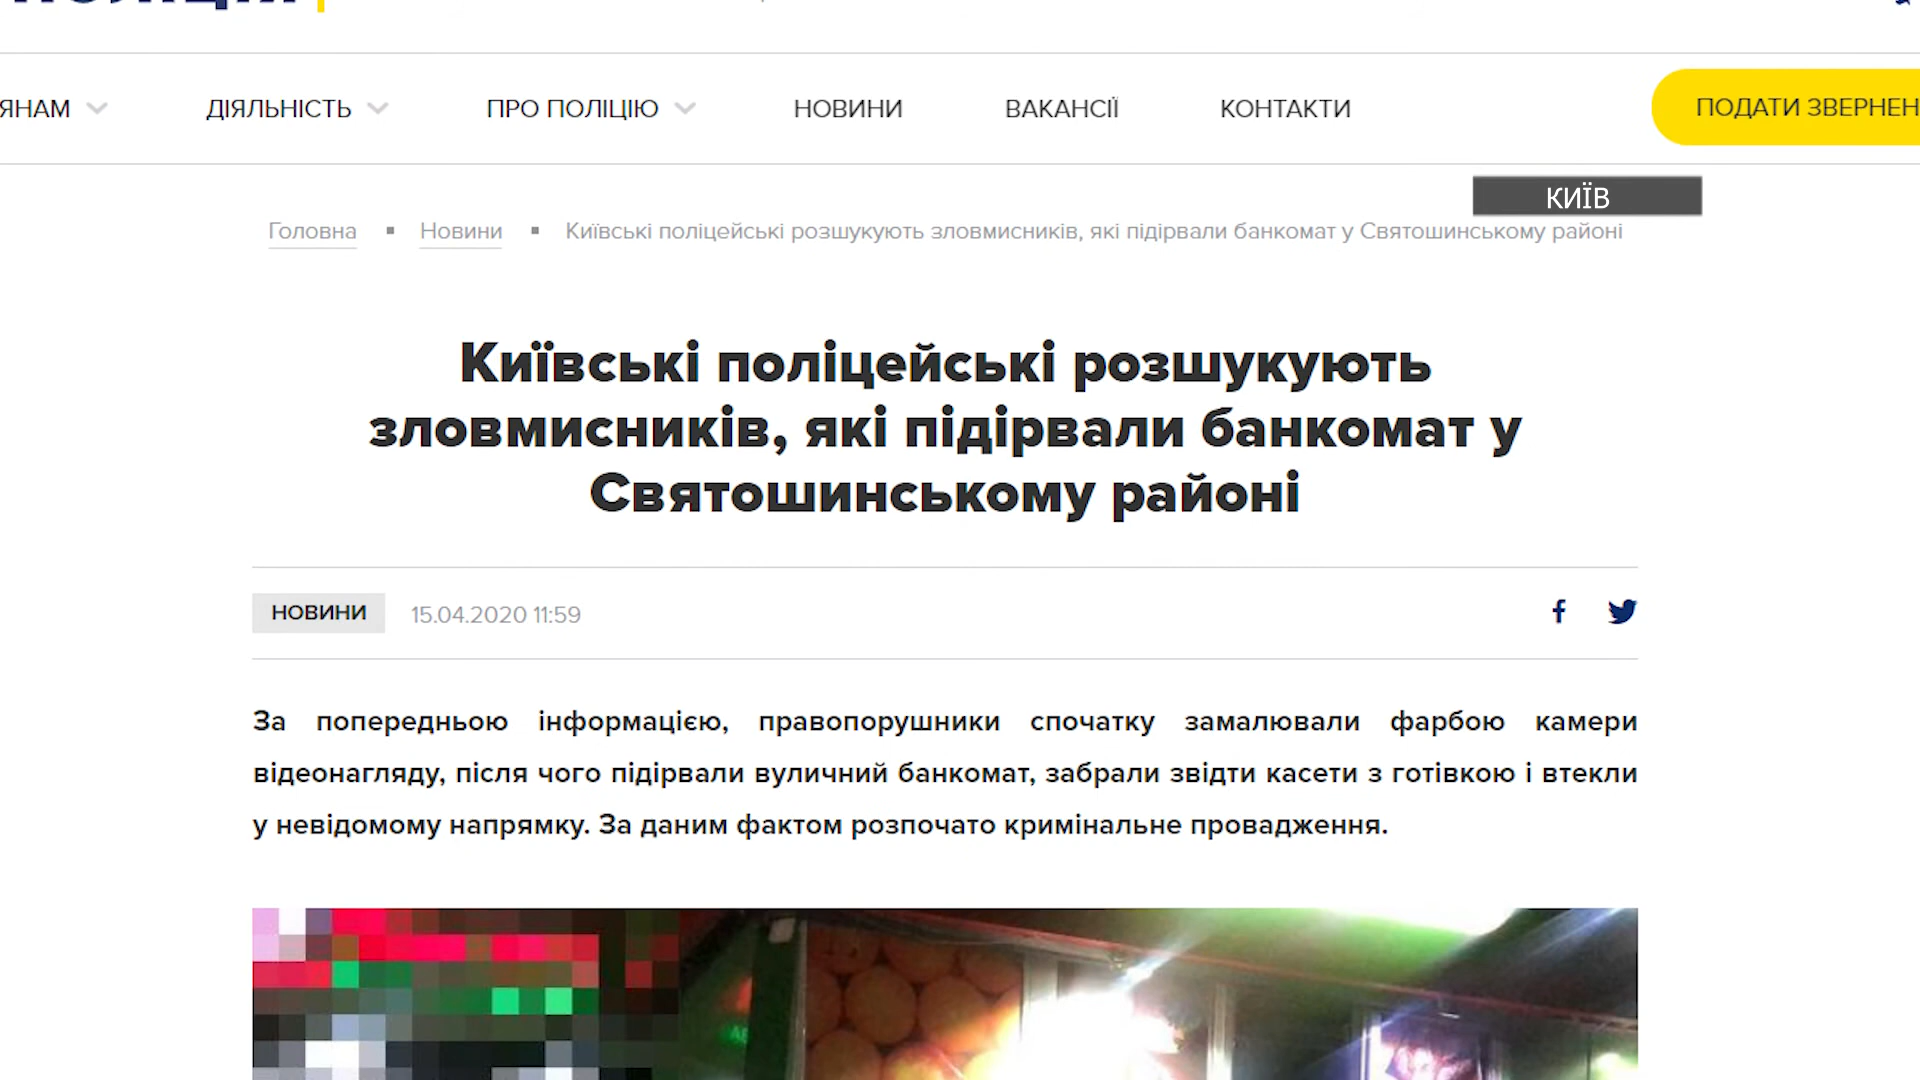 ДІЯЛЬНІСТЬ
ПРО ПОЛІЦІЮ
НОВИНИ
ВАКАНСІЇ
КОНТАКТИ
ПОДАТИ ЗВЕРНЕН
КИЇВ
Головна ▪ Новини ▪ Київські поліцейські розшукують зловмисників, які підірвали банкомат у Святошинському районі
Київські поліцейські розшукують
зловмисників, які підірвали банкомат у
Святошинському районі
НОВИНИ 15.04.2020 11:59
За попередньою інформацією, правопорушники спочатку замалювали фарбою камери
відеонагляду, після чого підірвали вуличний банкомат, забрали звідти касети з готівкою і втекли
у невідомому напрямку. За даним фактом розпочато кримінальне провадження.